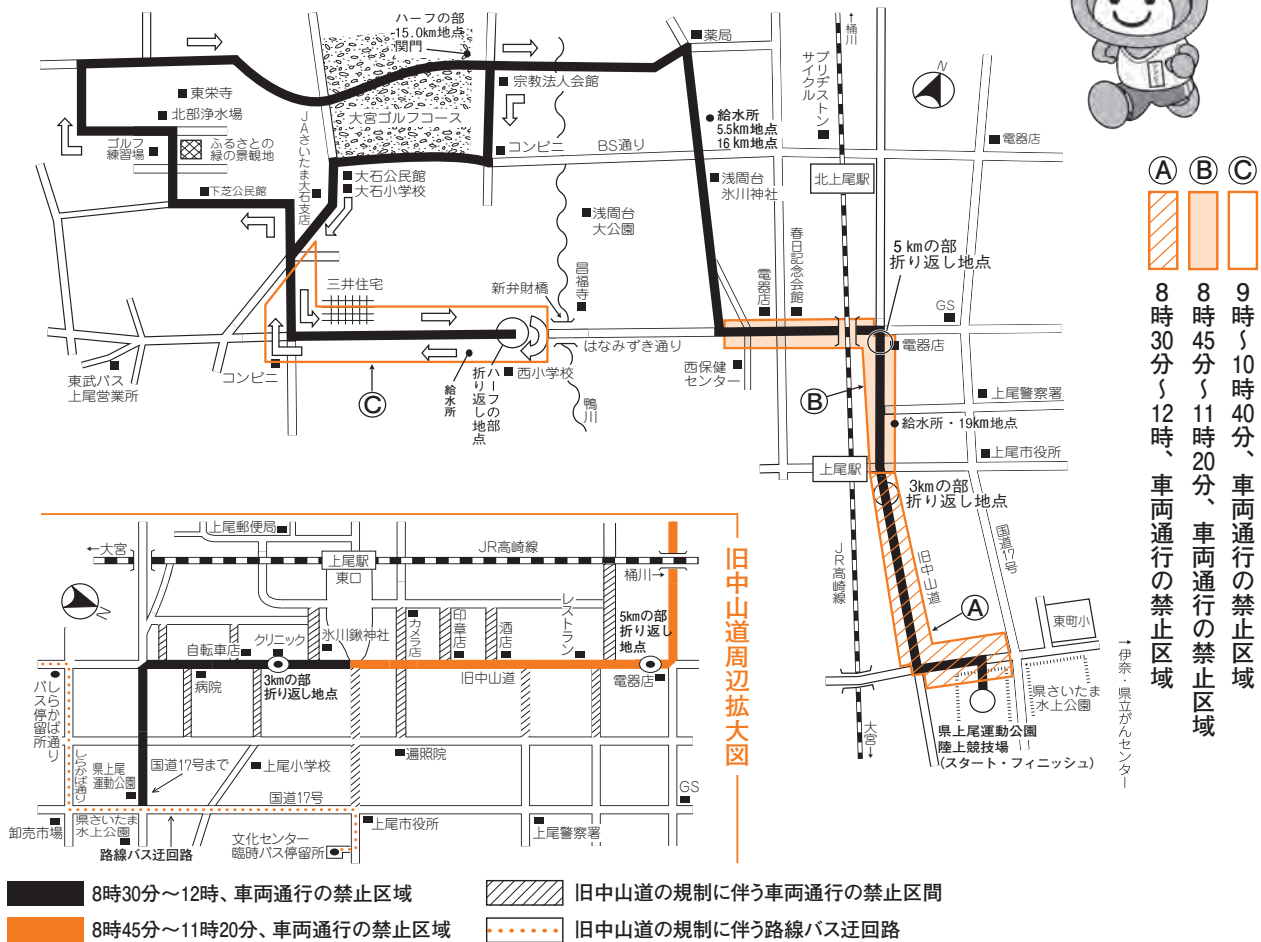 ハーフの部
15.0km地点
関門
薬局
↑桶川
ブリヂストン
サイクル
N
電器店
東栄寺
北部浄水場
ゴルフ
練習場
ふるさとの
緑の景観地
JAさいたま大石支店
大宮ゴルフコース
宗教法人会館
コンビニ
BS通り
給水所
5.5km地点
16km地点
大石公民館
大石小学校
下芝公民館
浅間台
大公園
浅間台
氷川神社
北上尾駅
春日記念会館
電器店
5kmの部
折り返し地点
GS
電器店
三井住宅
新弁財橋
昌福寺
はなみずき通り
西保健
センター
東武バス
上尾営業所
コンビニ
C
給水所
ハーフの部
折り返し地点
西小学校
鴨川
B
上尾警察署
給水所・19km地点
上尾市役所
上尾駅
3kmの部
折り返し地点
国道17号
旧中山道
JR高崎線
A
東町小
→伊奈・県立がんセンター
県さいたま
水上公園
大宮→
県上尾運動公園
陸上競技場
(スタート・フィニッシュ)
A
8時30分～12時、車両通行の禁止区域
B
8時45分～11時20分、車両通行の禁止区域
C
9時～10時40分、車両通行の禁止区域
旧中山道周辺拡大図
上尾郵便局
←大宮
上尾駅
東口
JR高崎線
桶川→
N
自転車店
クリニック
氷川鍬神社
カメラ店
印章店
酒店
レストラン
5kmの部
折り返し
地点
しらかば通り
バス停留所
病院
3kmの部
折り返し地点
旧中山道
電器店
しらかば通り
県上尾
運動公園
国道17号まで
上尾小学校
遍照院
GS
国道17号
卸売市場
県さいたま
水上公園
路線バス迂回路
文化センター
臨時バス停留所
上尾市役所
上尾警察署
8時30分～12時、車両通行の禁止区域
旧中山道の規制に伴う車両通行の禁止区間
8時45分～11時20分、車両通行の禁止区域
旧中山道の規制に伴う路線バス迂回路